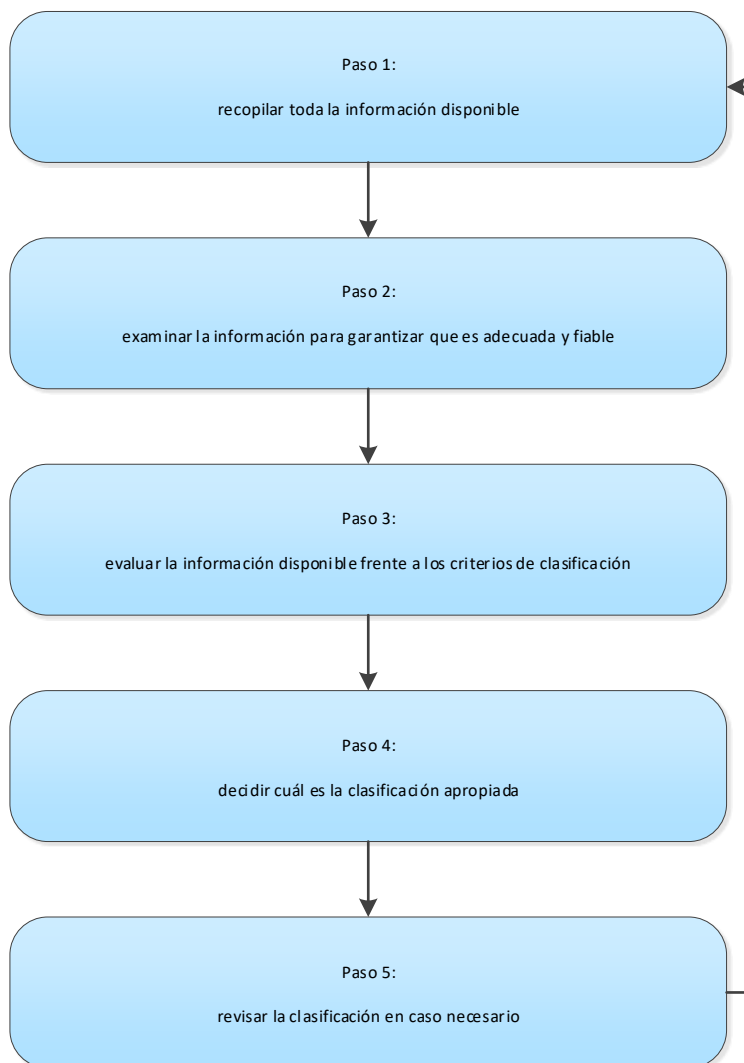 Paso 1:
recopilar toda la información disponible
Paso 2:
examinar la información para garantizar que es adecuada y fiable
Paso 3:
evaluar la información disponible frente a los criterios de clasificación
Paso 4:
decidir cuál es la clasificación apropiada
Paso 5:
revisar la clasificación en caso necesario